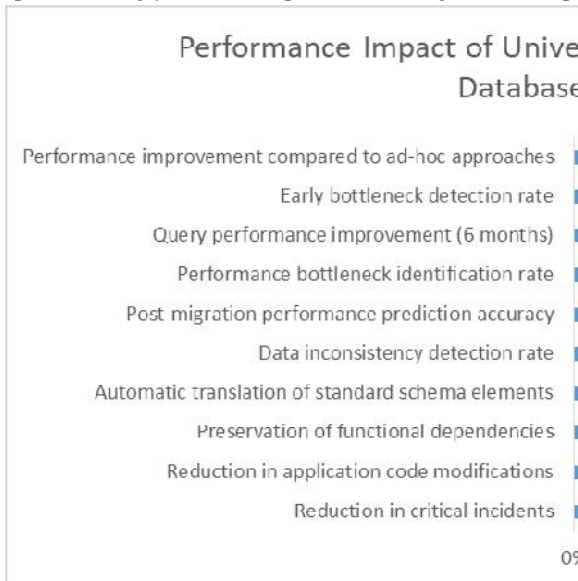 Performance Impact of Unive
Database
Performance improvement compared to ad-hoc approaches
Early bottleneck detection rate
Query performance improvement (6 months)
Performance bottleneck identification rate
Post migration performance prediction accuracy
Data inconsistency detection rate
Automatic translation of standard schema elements
Preservation of functional dependencies
Reduction in application code modifications
Reduction in critical incidents
0%